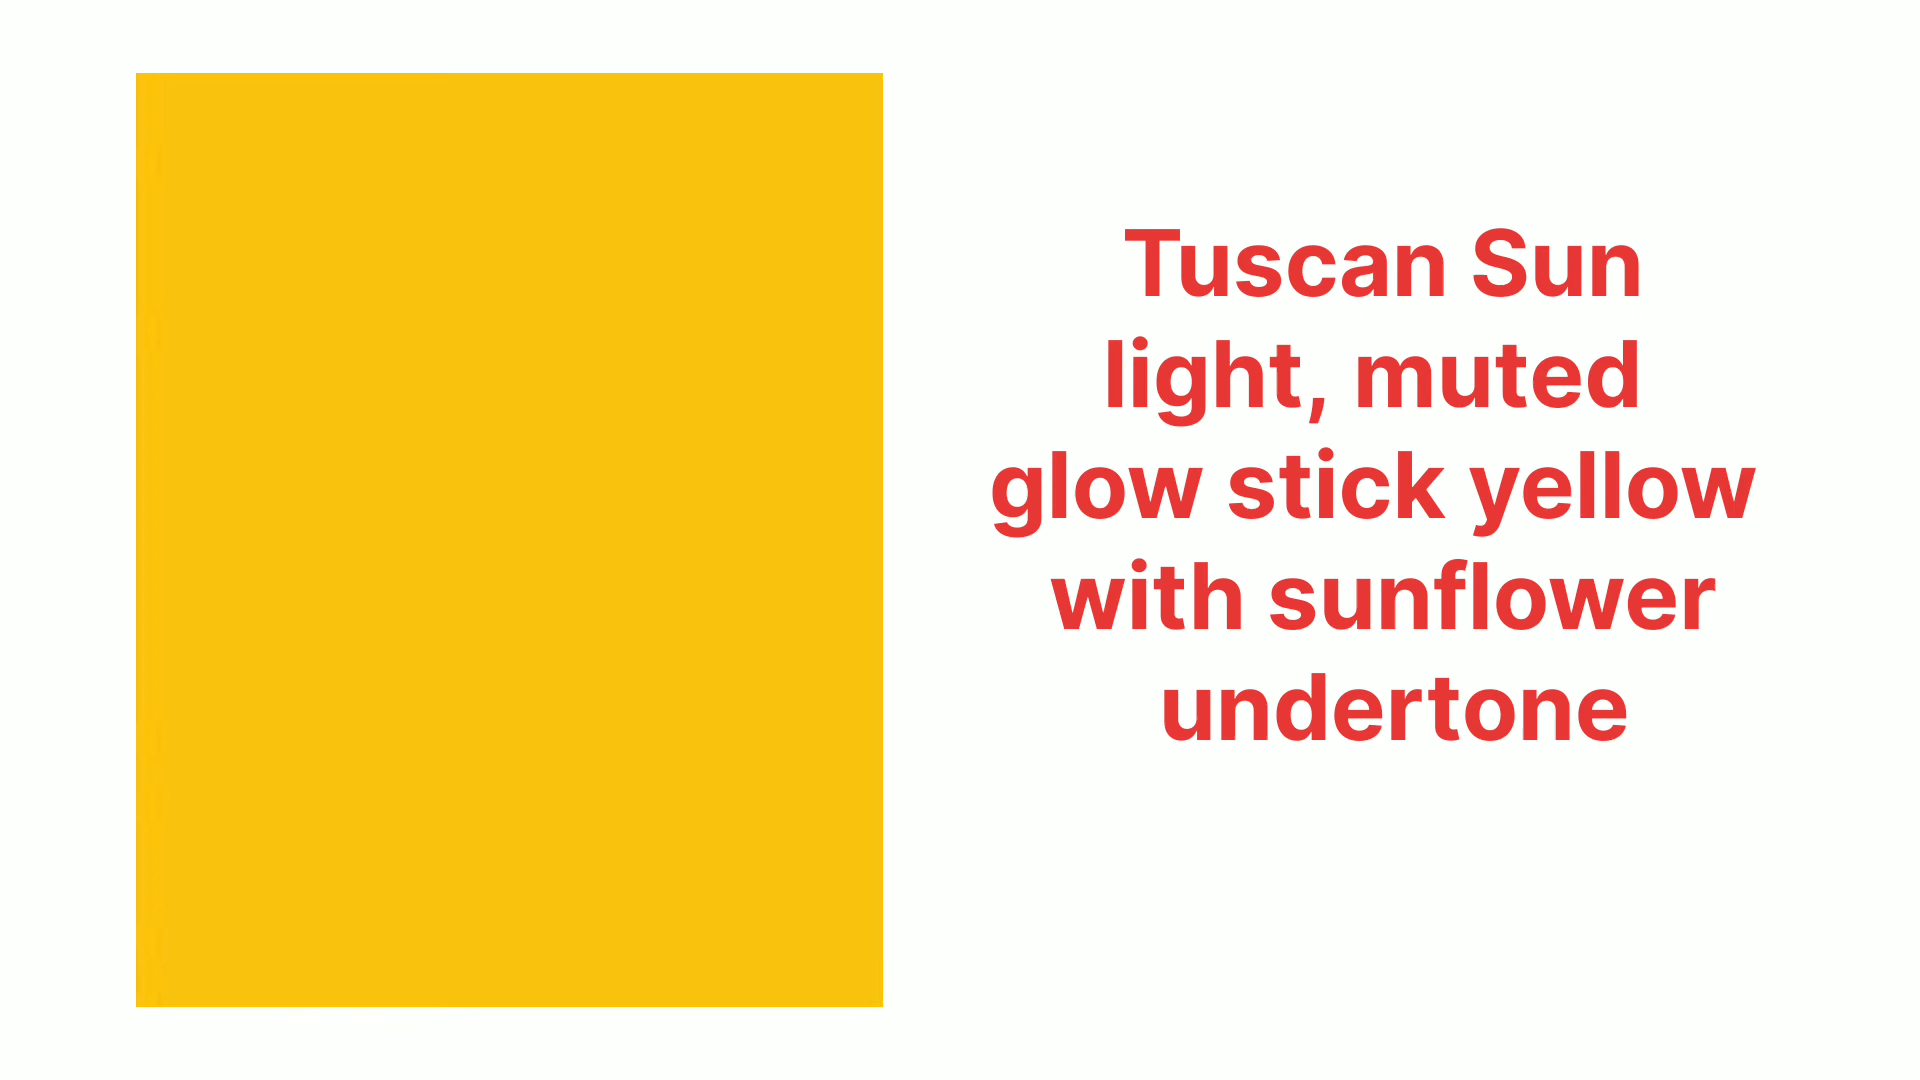 Tuscan Sun
light, muted
glow stick yellow
with sunflower
undertone